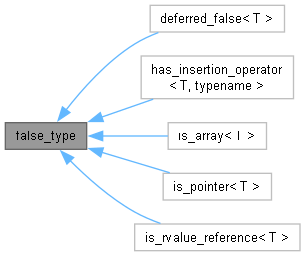 deferred_false< T >
has_insertion_operator
< T, typename >
false_type
is_array< T >
is_pointer< T >
is_rvalue_reference< T >